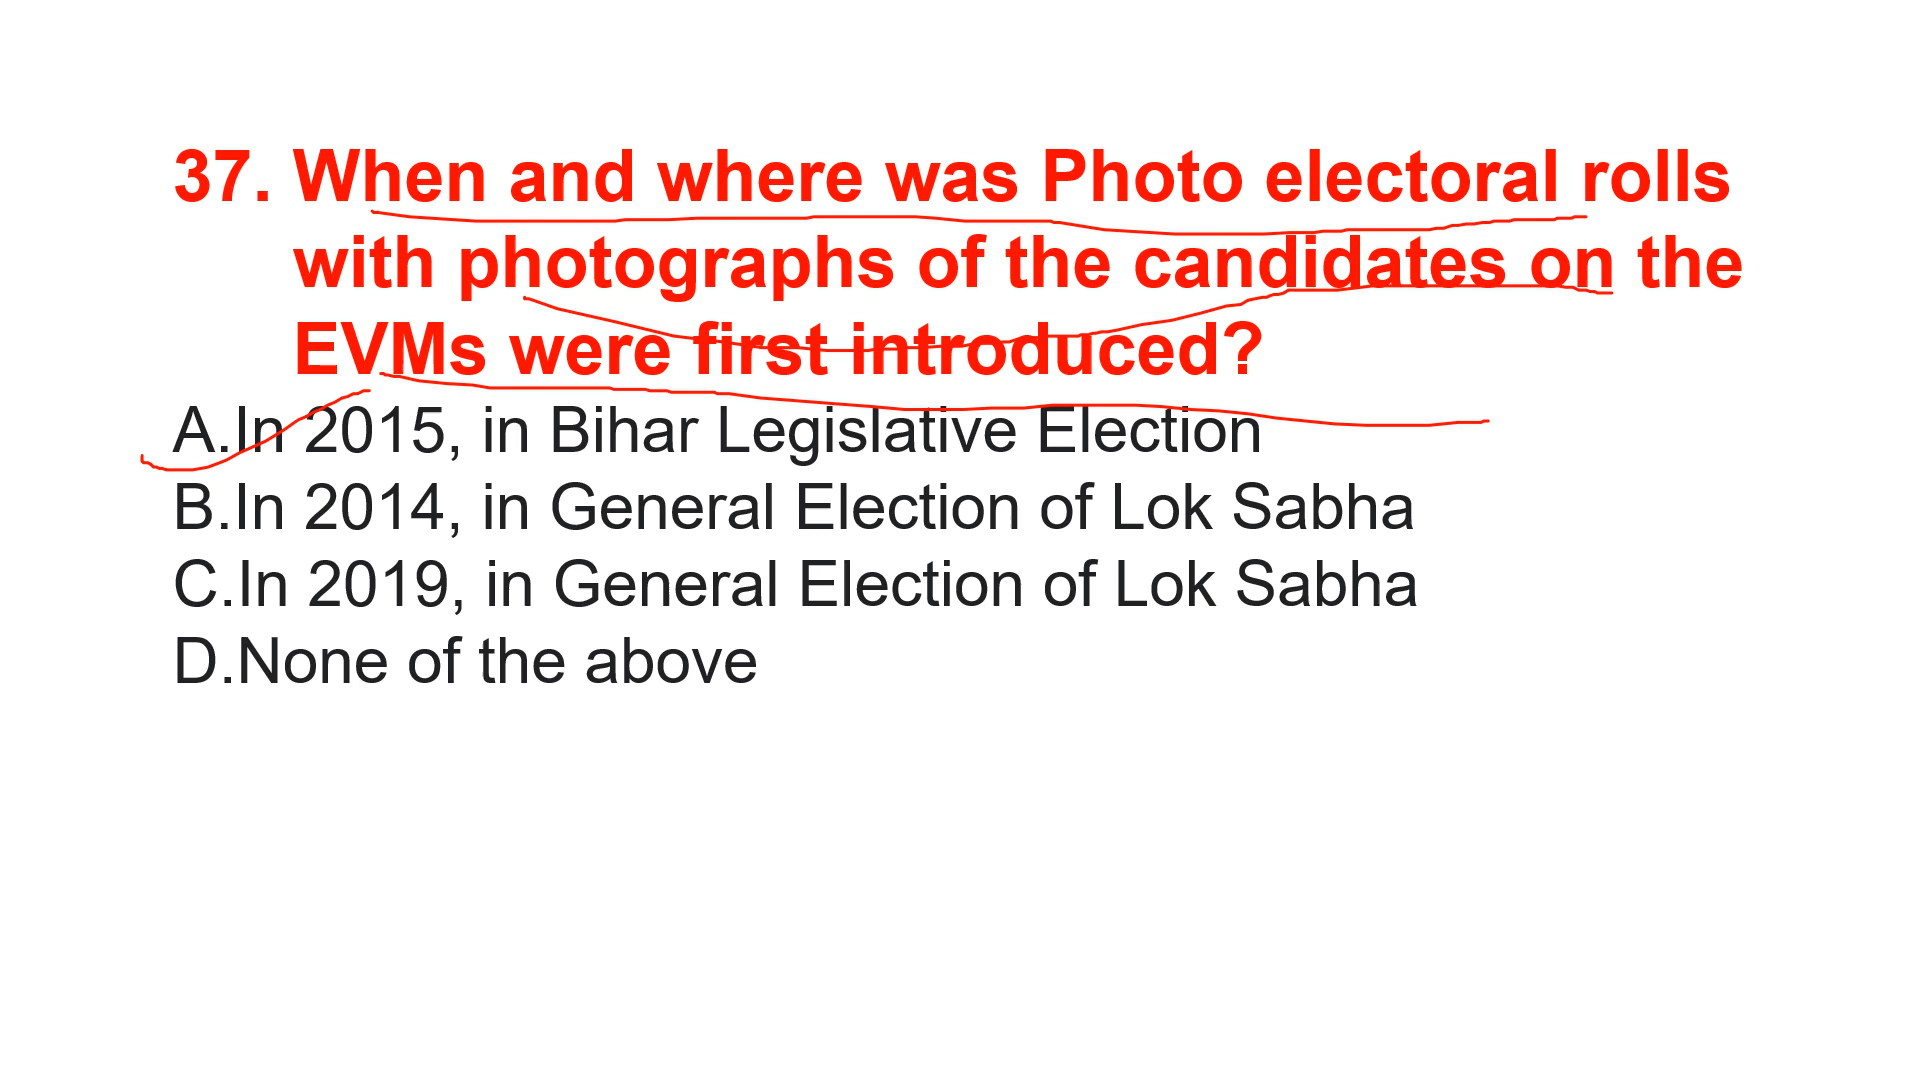 37. When and where was Photo electoral rolls
with photographs of the candidates on the
EVMs were first introduced?
A.In 2015, in Bihar Legislative Election
B.In 2014, in General Election of Lok Sabha
C.In 2019, in General Election of Lok Sabha
D.None of the above